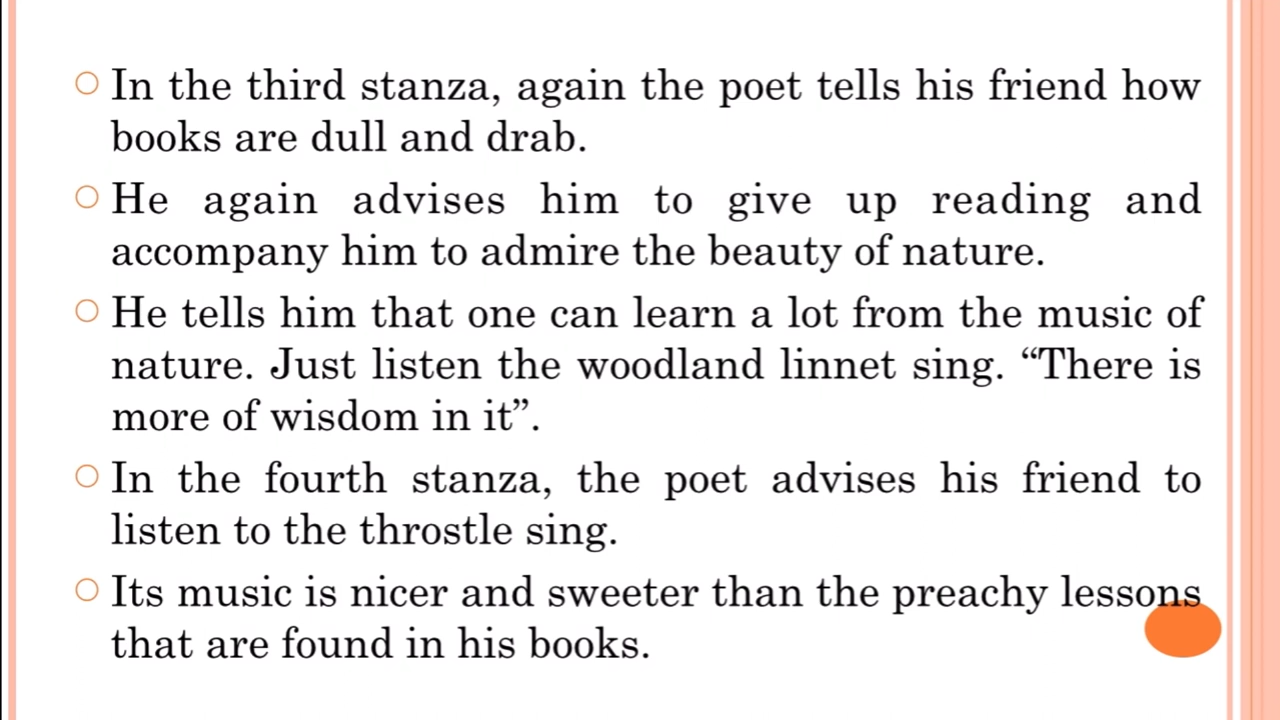 In the third stanza, again the poet tells his friend how
books are dull and drab.
He again advises him to give up reading and
accompany him to admire the beauty of nature.
He tells him that one can learn a lot from the music of
nature. Just listen the woodland linnet sing. “There is
more of wisdom in it”.
In the fourth stanza, the poet advises his friend to
listen to the throstle sing.
Its music is nicer and sweeter than the preachy lessons
that are found in his books.